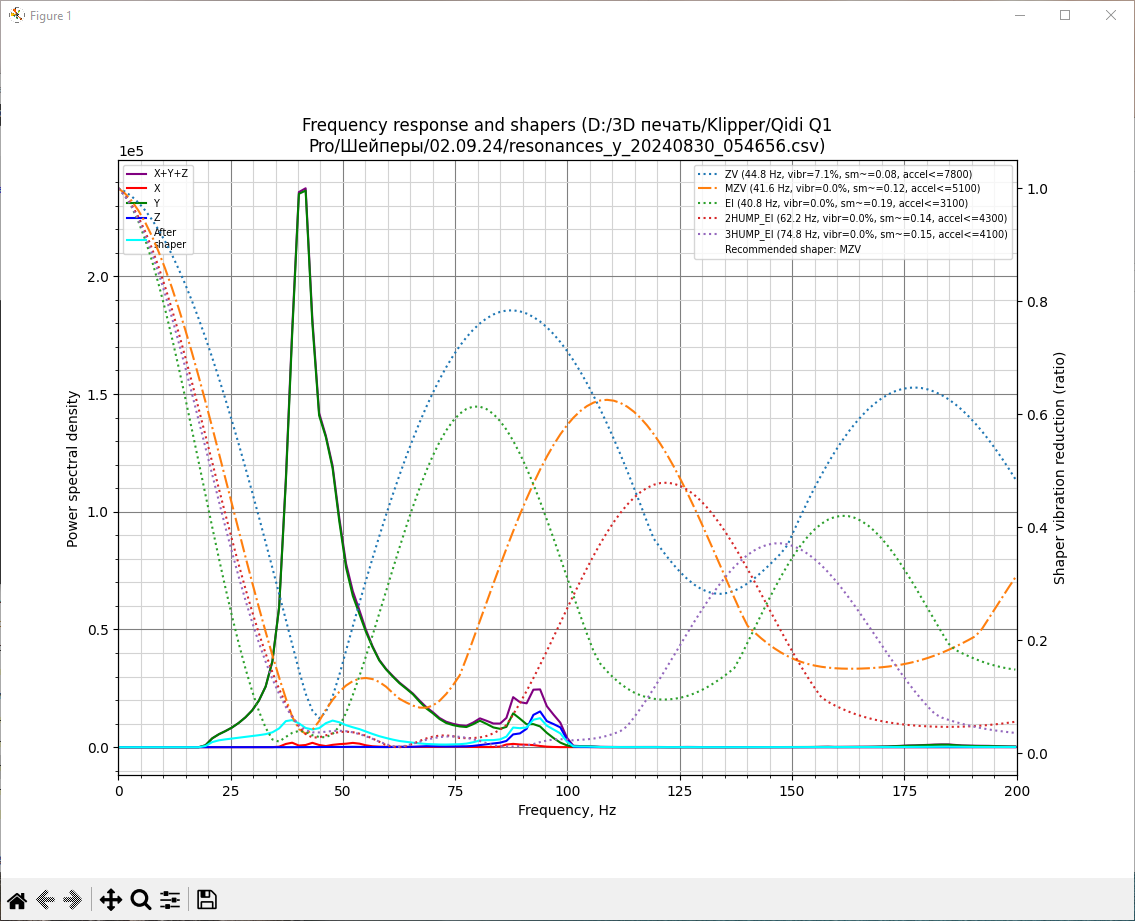 Figure 1
Frequency response and shapers (D:/3D печать/Klipper/Qidi Q1
Pro/Шейперы/02.09.24/resonances_y_20240830_054656.csv)
1e5
X+Y+Z
X
Y
Z
After
shaper
ZV (44.8 Hz, vibr=7.1%, sm~=0.08, accel<=7800)
MZV (41.6 Hz, vibr=0.0%, sm~=0.12, accel<=5100)
EI (40.8 Hz, vibr=0.0%, sm~=0.19, accel<=3100)
2HUMP_EI (62.2 Hz, vibr=0.0%, sm~=0.14, accel<=4300)
3HUMP_EI (74.8 Hz, vibr=0.0%, sm~=0.15, accel<=4100)
Recommended shaper: MZV
Power spectral density
2.0
1.5
1.0
0.5
0.0
1.0
0.8
0.6
0.4
0.2
0.0
Shaper vibration reduction (ratio)
0 25 50 75 100 125 150 175 200
Frequency, Hz